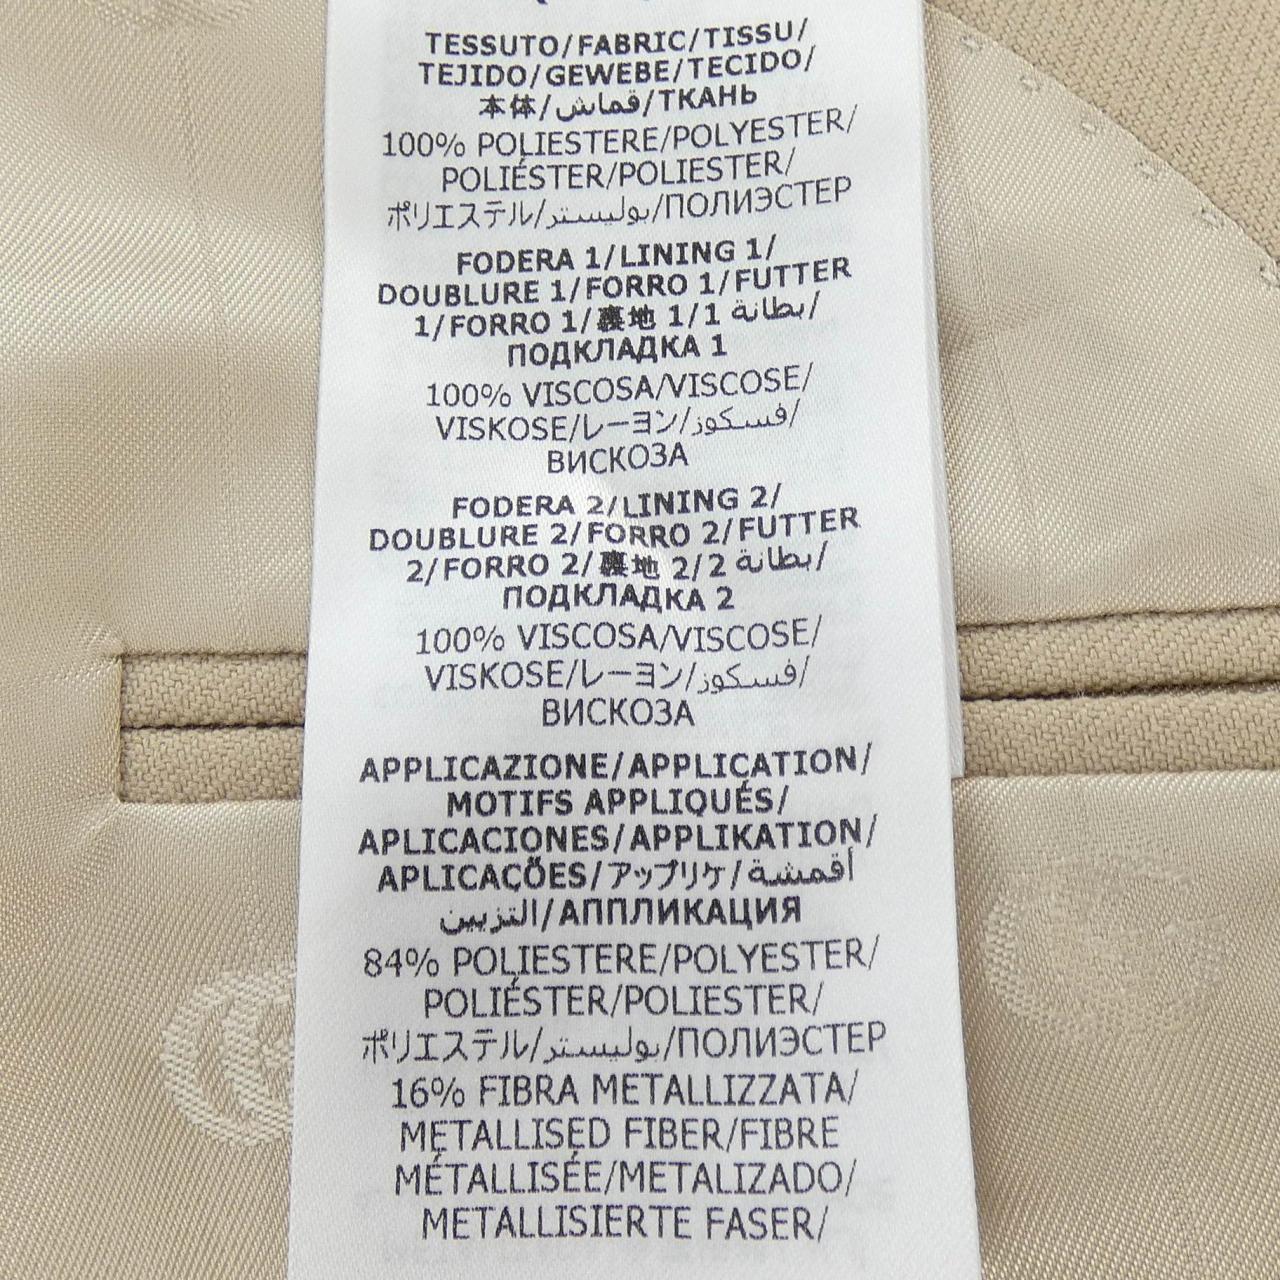 TESSUTO/FABRIC/TISSU/
TEJIDO/GEWEBE/TECIDO/
本体/قماش/ТКАНЬ
100% POLIESTERE/POLYESTER/
POLIÉSTER/POLIESTER/
ポリエステル/بوليستر/ПОЛИЭСТЕР
FODERA 1/LINING 1/
DOUBLURE 1/FORRO 1/FUTTER
1/FORRO 1/裏地 1/1 بطانة/
ПОДКЛАДКА 1
100% VISCOSA/VISCOSE/
VISKOSE/レーヨン/فسكوز/
ВИСКОЗА
FODERA 2/LINING 2/
DOUBLURE 2/FORRO 2/FUTTER
2/FORRO 2/裏地 2/2 بطانة/
ПОДКЛАДКА 2
100% VISCOSA/VISCOSE/
VISKOSE/レーヨン/فسكوز/
ВИСКОЗА
APPLICAZIONE/APPLICATION/
MOTIFS APPLIQUÉS/
APLICACIONES/APPLIKATION/
APLICAÇÕES/アップリケ/أقمشة
التزيين/АППЛИКАЦИЯ
84% POLIESTERE/POLYESTER/
POLIÉSTER/POLIESTER/
ポリエステル/بوليستر/ПОЛИЭСТЕР
16% FIBRA METALLIZZATA/
METALLISED FIBER/FIBRE
MÉTALLISÉE/METALIZADO/
METALLISIERTE FASER/